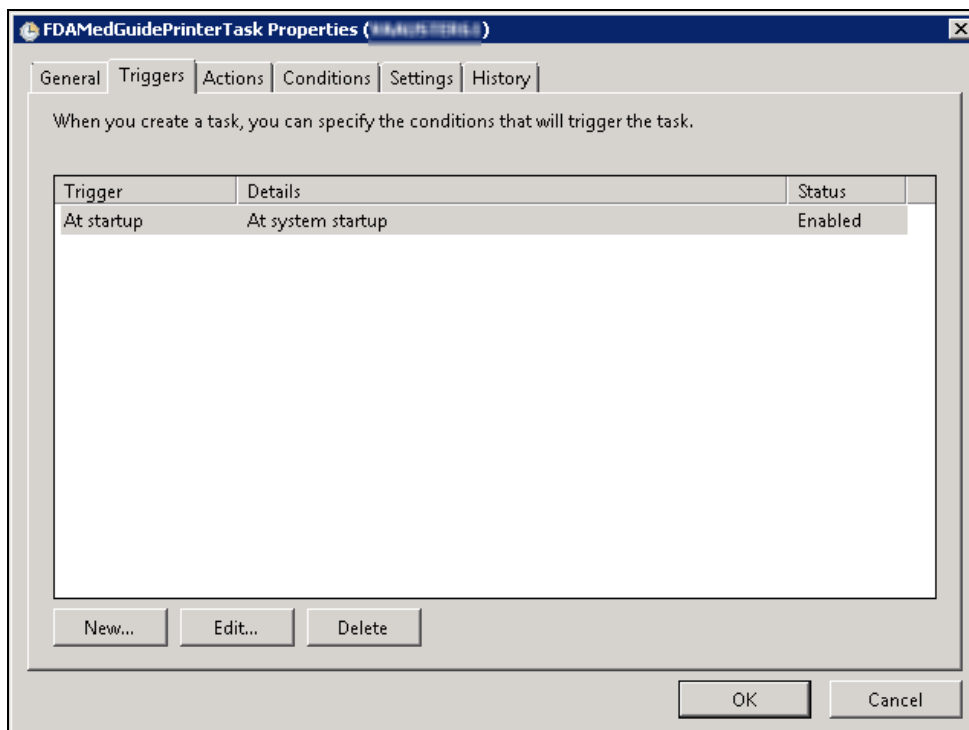 FDAMedGuidePrinterTask Properties ( )
General Triggers Actions Conditions Settings History
When you create a task, you can specify the conditions that will trigger the task.
Trigger Details Status
At startup At system startup Enabled
New... Edit... Delete
OK Cancel